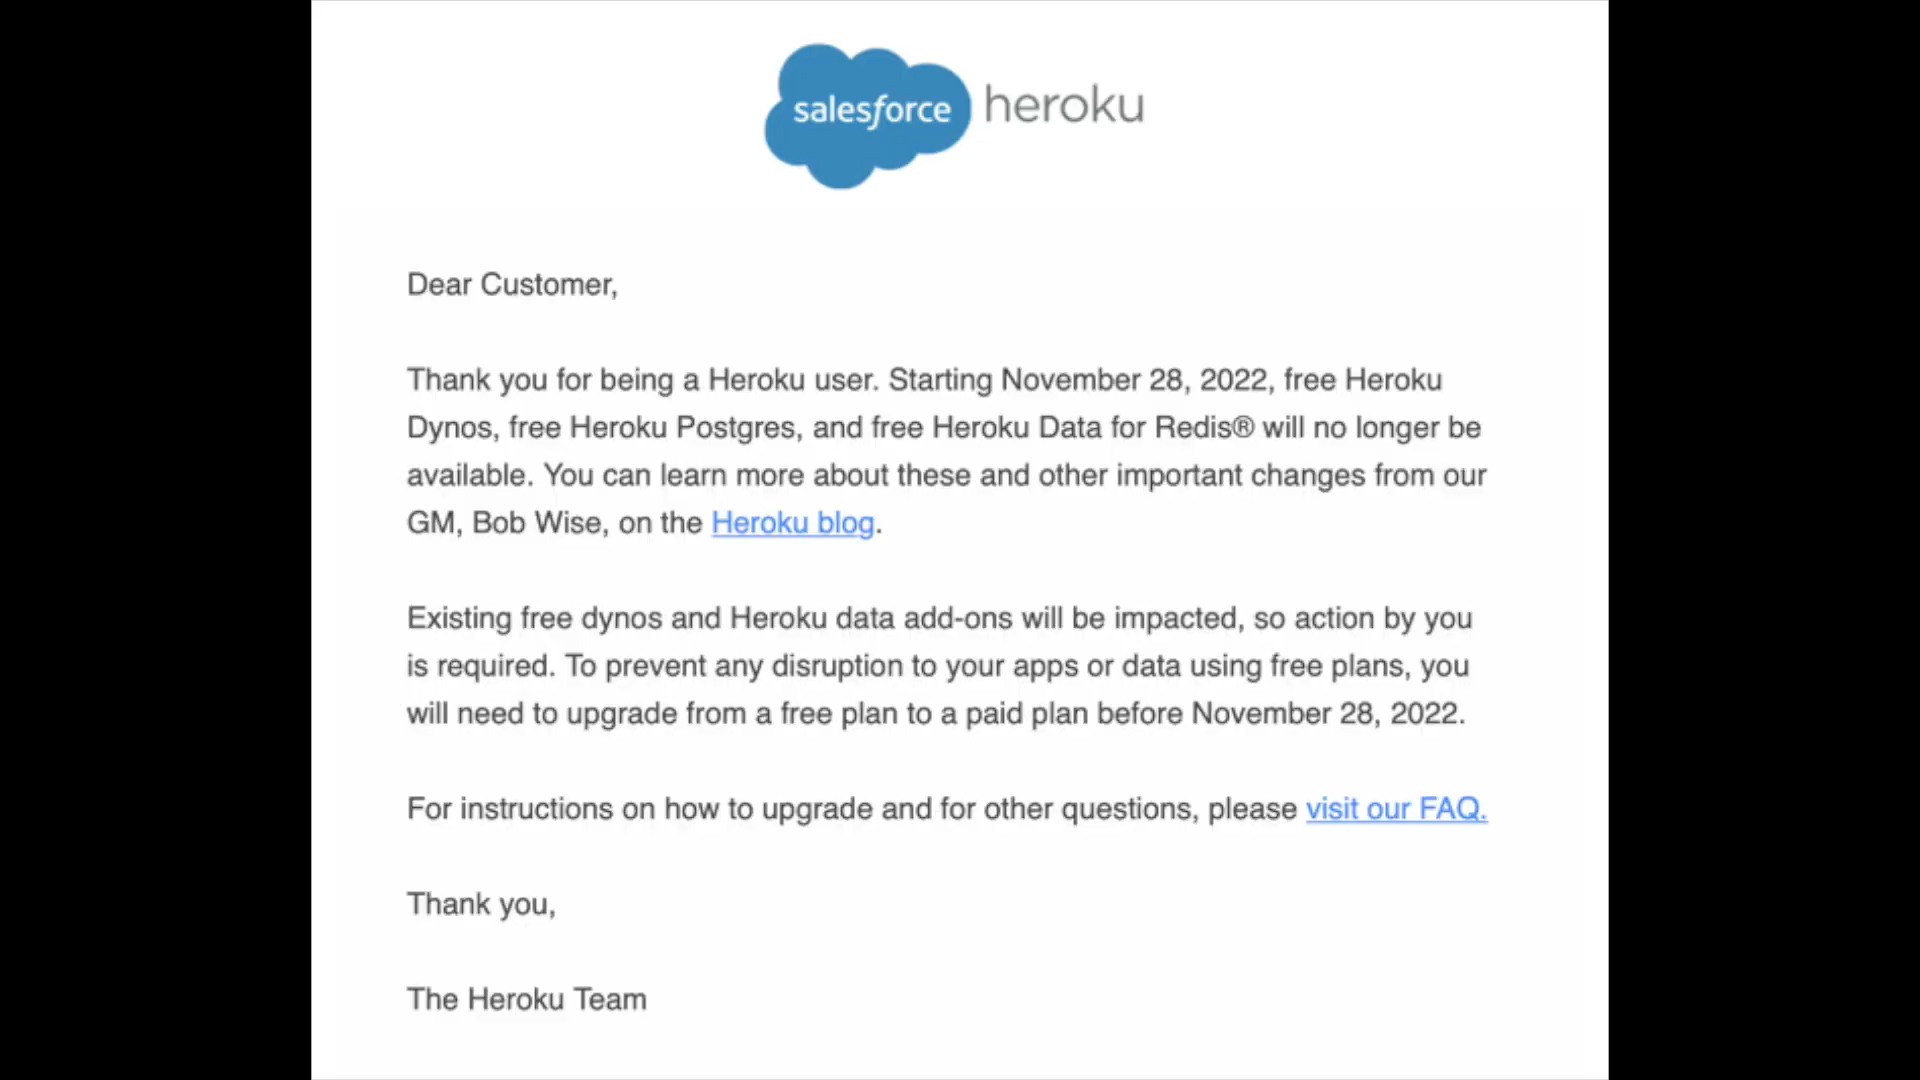 salesforce heroku
Dear Customer,
Thank you for being a Heroku user. Starting November 28, 2022, free Heroku
Dynos, free Heroku Postgres, and free Heroku Data for Redis® will no longer be
available. You can learn more about these and other important changes from our
GM, Bob Wise, on the Heroku blog.
Existing free dynos and Heroku data add-ons will be impacted, so action by you
is required. To prevent any disruption to your apps or data using free plans, you
will need to upgrade from a free plan to a paid plan before November 28, 2022.
For instructions on how to upgrade and for other questions, please visit our FAQ.
Thank you,
The Heroku Team